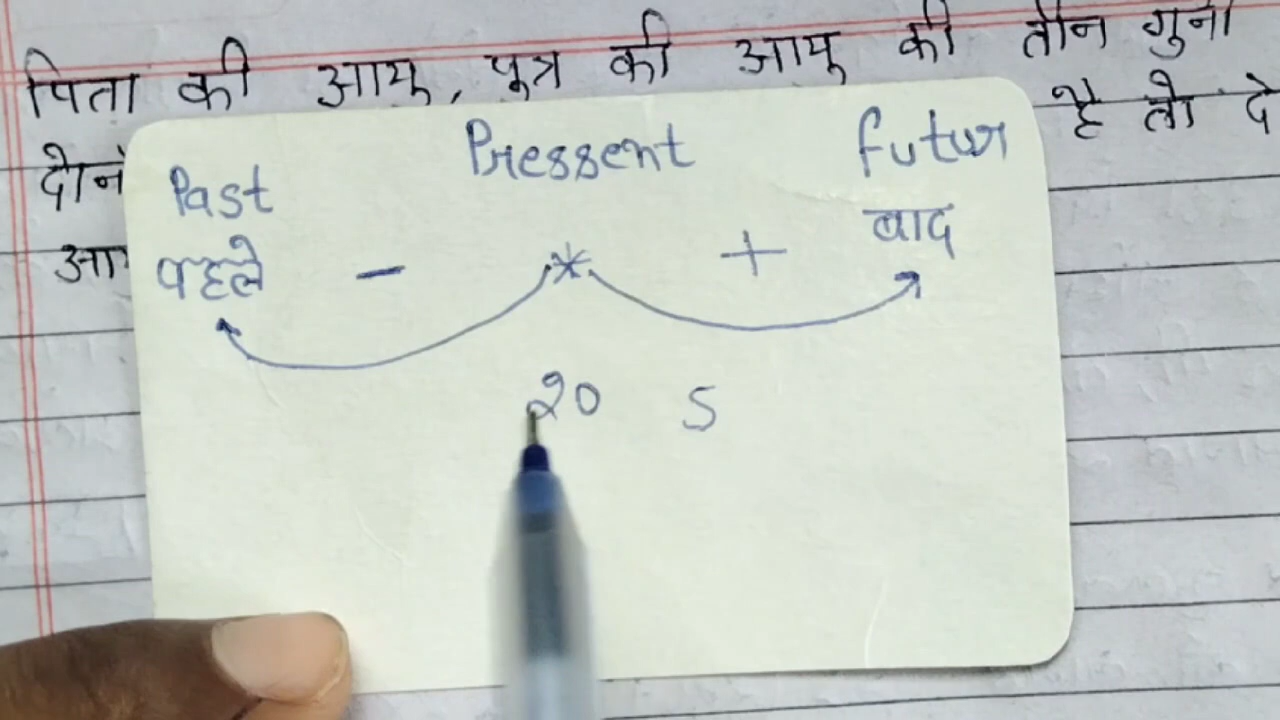 पिता की आयु, पुत्र की आयु की तीन गुनी
है तो दे
दोनों
Past Pressent futur
पहले - * + बाद
20 5